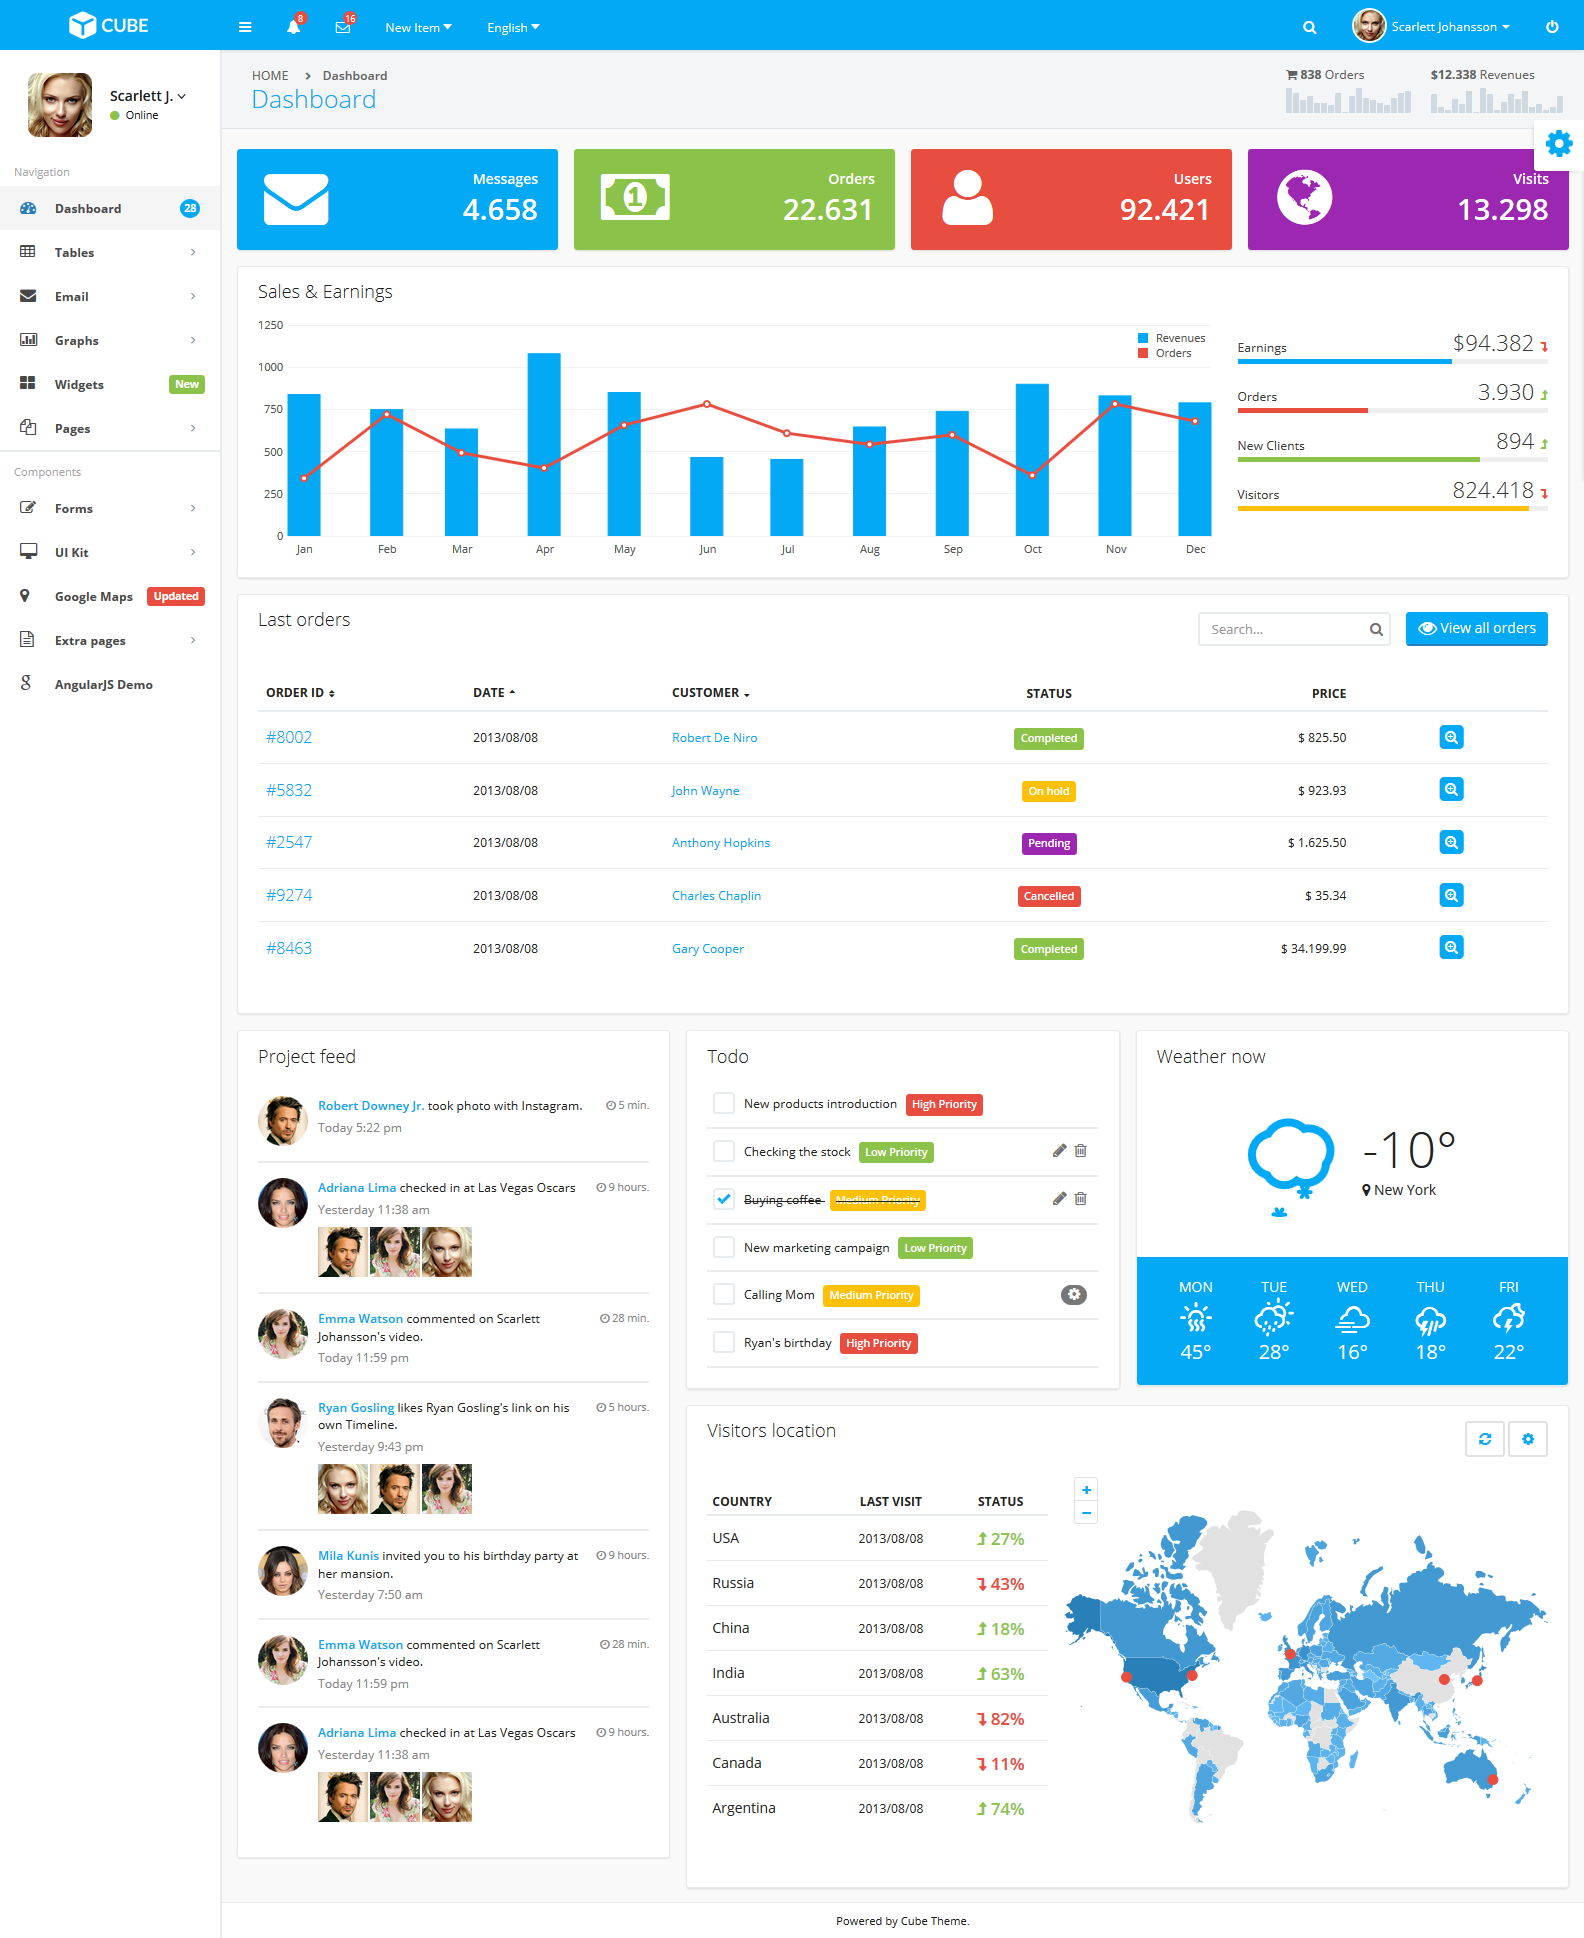 CUBE
8
16
New Item
English
Scarlett Johansson
Scarlett J.
Online
Navigation
Dashboard 28
Tables
Email
Graphs
Widgets New
Pages
Components
Forms
UI Kit
Google Maps Updated
Extra pages
AngularJS Demo
HOME Dashboard
Dashboard
838 Orders
$12.338 Revenues
Messages
4.658
1
Orders
22.631
Users
92.421
Visits
13.298
Sales & Earnings
1250
1000
750
500
250
0
Jan Feb Mar Apr May Jun Jul Aug Sep Oct Nov Dec
Revenues
Orders
Earnings $94.382
Orders 3.930
New Clients 894
Visitors 824.418
Last orders
Search...
View all orders
ORDER ID DATE CUSTOMER STATUS PRICE
#8002 2013/08/08 Robert De Niro Completed $ 825.50
#5832 2013/08/08 John Wayne On hold $ 923.93
#2547 2013/08/08 Anthony Hopkins Pending $ 1.625.50
#9274 2013/08/08 Charles Chaplin Cancelled $ 35.34
#8463 2013/08/08 Gary Cooper Completed $ 34.199.99
Project feed
Robert Downey Jr. took photo with Instagram. 5 min.
Today 5:22 pm
Adriana Lima checked in at Las Vegas Oscars 9 hours.
Yesterday 11:38 am
Emma Watson commented on Scarlett 28 min.
Johansson's video.
Today 11:59 pm
Ryan Gosling likes Ryan Gosling's link on his 5 hours.
own Timeline.
Yesterday 9:43 pm
Mila Kunis invited you to his birthday party at 9 hours.
her mansion.
Yesterday 7:50 am
Emma Watson commented on Scarlett 28 min.
Johansson's video.
Today 11:59 pm
Adriana Lima checked in at Las Vegas Oscars 9 hours.
Yesterday 11:38 am
Todo
New products introduction High Priority
Checking the stock Low Priority
Buying coffee Medium Priority
New marketing campaign Low Priority
Calling Mom Medium Priority
Ryan's birthday High Priority
Weather now
-10°
New York
MON TUE WED THU FRI
45° 28° 16° 18° 22°
Visitors location
COUNTRY LAST VISIT STATUS
USA 2013/08/08 27%
Russia 2013/08/08 43%
China 2013/08/08 18%
India 2013/08/08 63%
Australia 2013/08/08 82%
Canada 2013/08/08 11%
Argentina 2013/08/08 74%
+
−
Powered by Cube Theme.